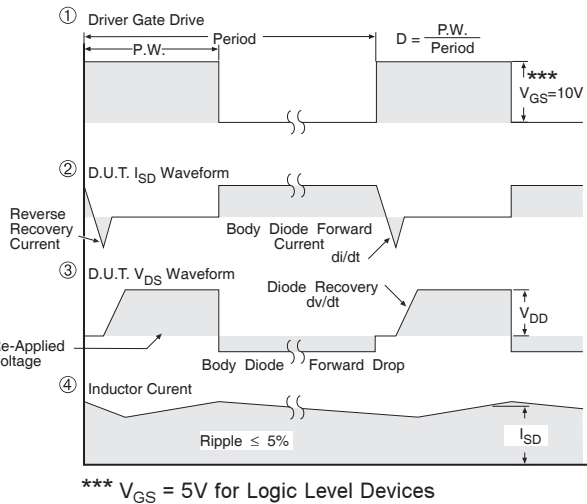 ① Driver Gate Drive
Period
P.W.
D = P.W.
Period
***
VGS=10V
② D.U.T. ISD Waveform
Reverse
Recovery
Current
Body Diode Forward
Current
di/dt
③ D.U.T. VDS Waveform
Diode Recovery
dv/dt
VDD
e-Applied
oltage
Body Diode Forward Drop
④ Inductor Curent
Ripple ≤ 5%
ISD
*** VGS = 5V for Logic Level Devices